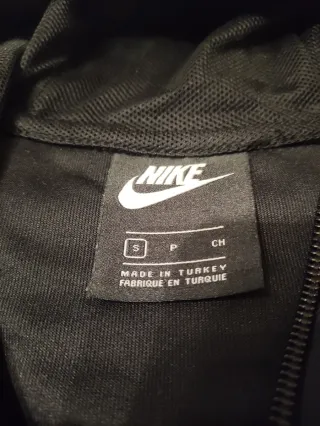 NIKE
S P CH
MADE IN TURKEY
FABRIQUE EN TURQUIE